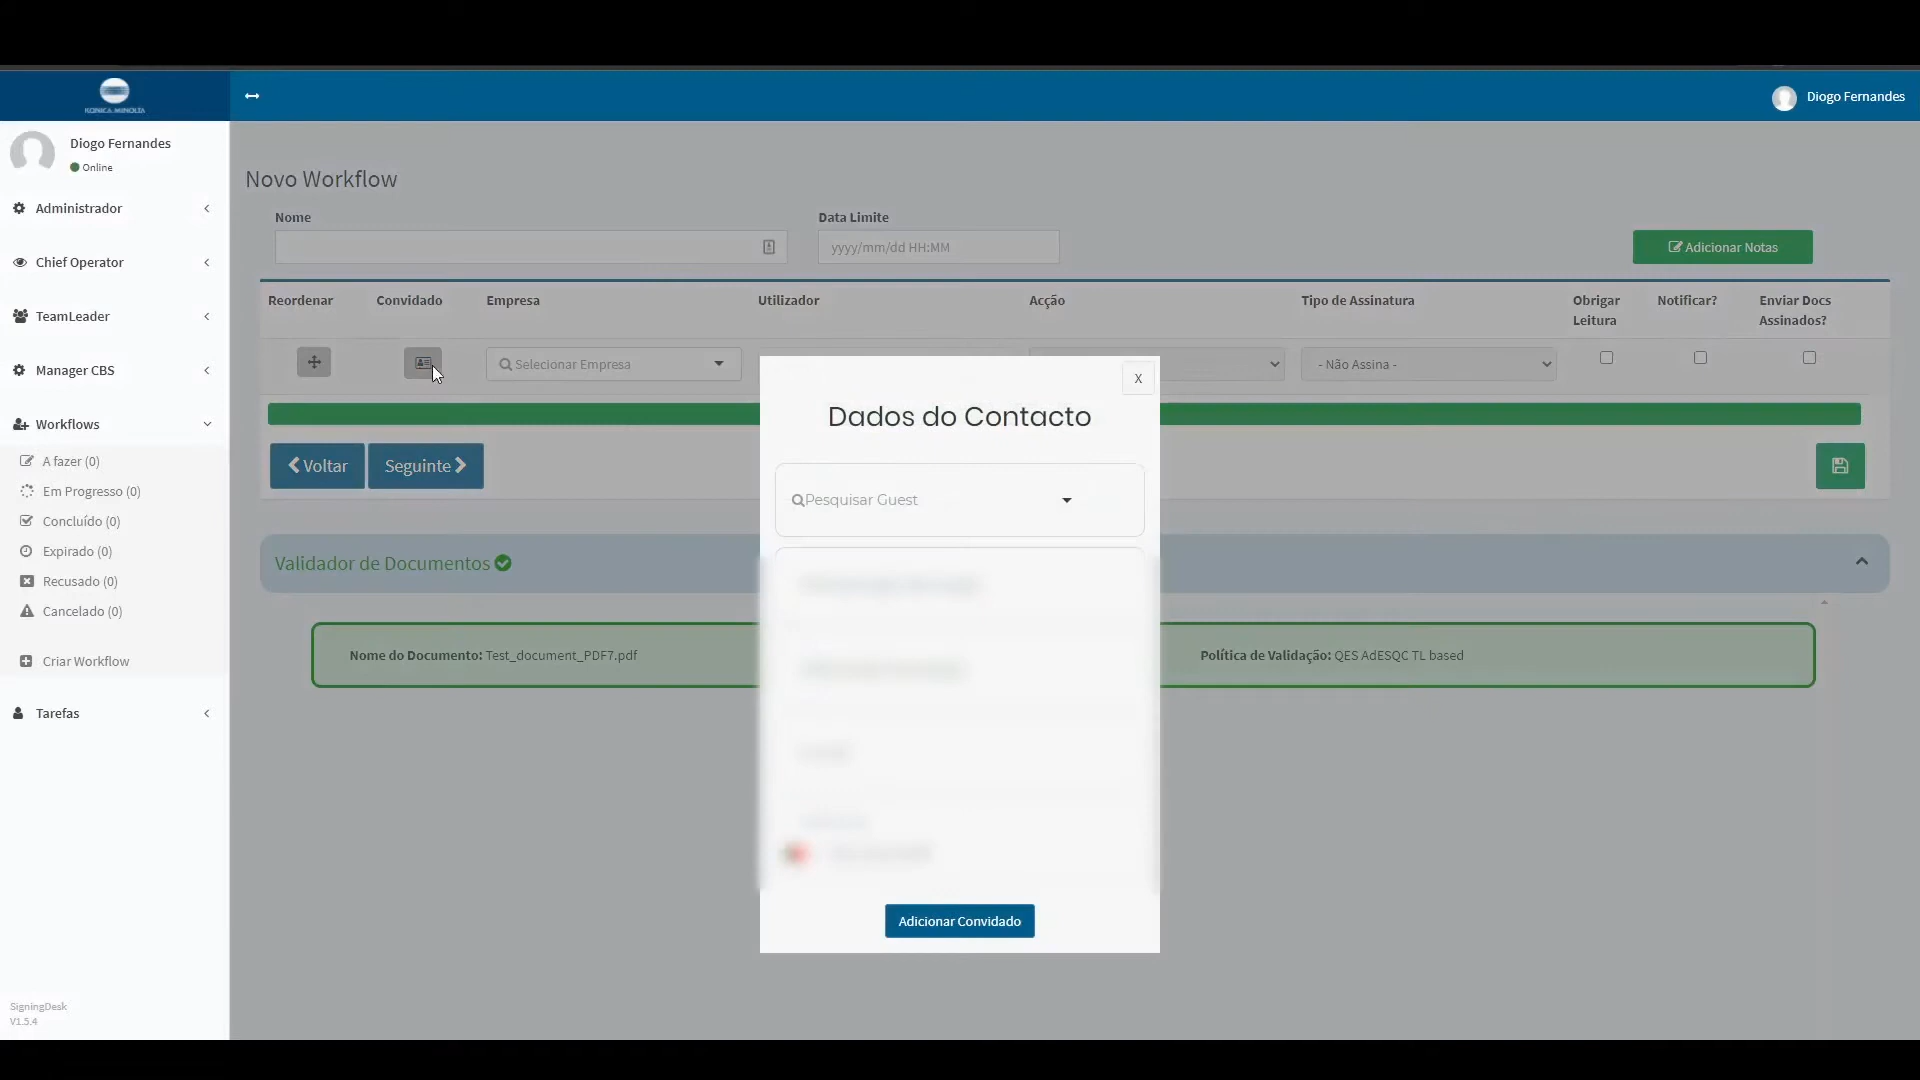 KONICA MINOLTA
Diogo Fernandes
Diogo Fernandes
Online
Administrador
Chief Operator
TeamLeader
Manager CBS
Workflows
A fazer (0)
Em Progresso (0)
Concluído (0)
Expirado (0)
Recusado (0)
Cancelado (0)
Criar Workflow
Tarefas
SigningDesk
V1.5.4
Novo Workflow
Nome
Data Limite
yyyy/mm/dd HH:MM
Adicionar Notas
Reordenar Convidado Empresa Utilizador Acção Tipo de Assinatura Obrigar Leitura Notificar? Enviar Docs Assinados?
Selecionar Empresa
- Não Assina -
Voltar
Seguinte
Validador de Documentos
Nome do Documento: Test_document_PDF7.pdf
Política de Validação: QES AdESQC TL based
X
Dados do Contacto
Pesquisar Guest
Adicionar Convidado